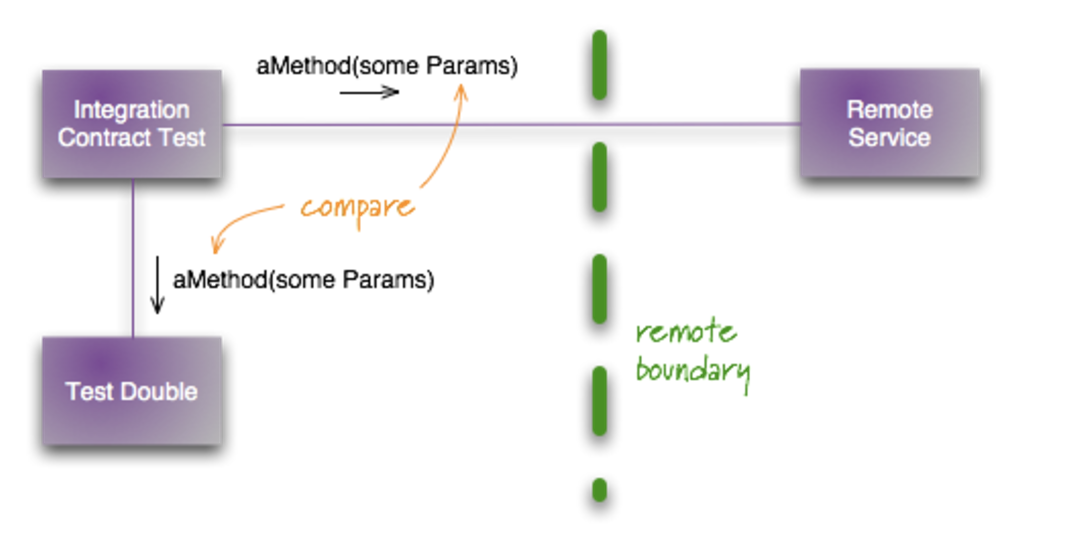 aMethod(some Params)
Integration
Contract Test
Remote
Service
compare
aMethod(some Params)
remote
boundary
Test Double